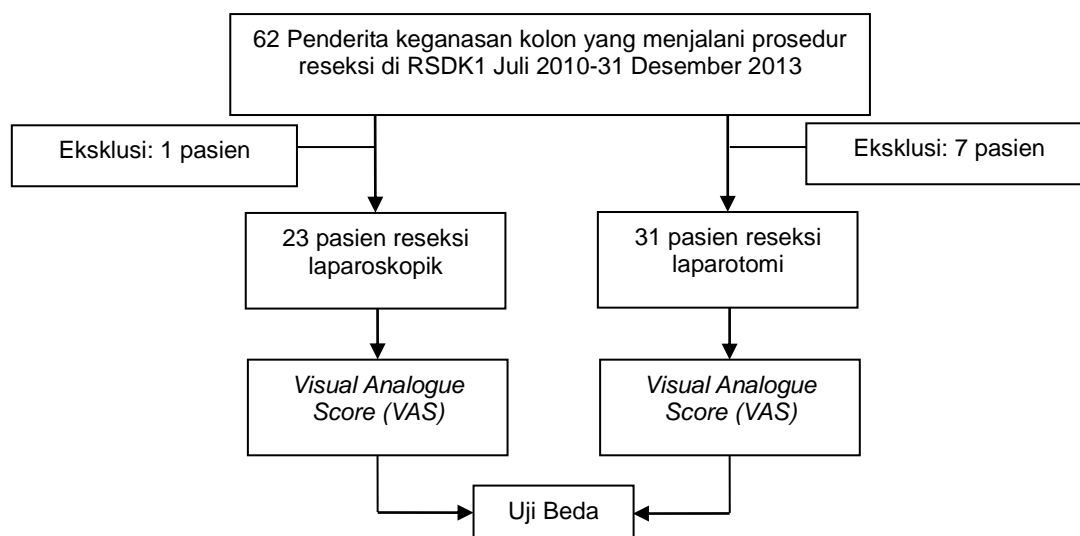 62 Penderita keganasan kolon yang menjalani prosedur
reseksi di RSDK1 Juli 2010-31 Desember 2013
Eksklusi: 1 pasien
Eksklusi: 7 pasien
23 pasien reseksi
laparoskopik
31 pasien reseksi
laparotomi
Visual Analogue
Score (VAS)
Visual Analogue
Score (VAS)
Uji Beda